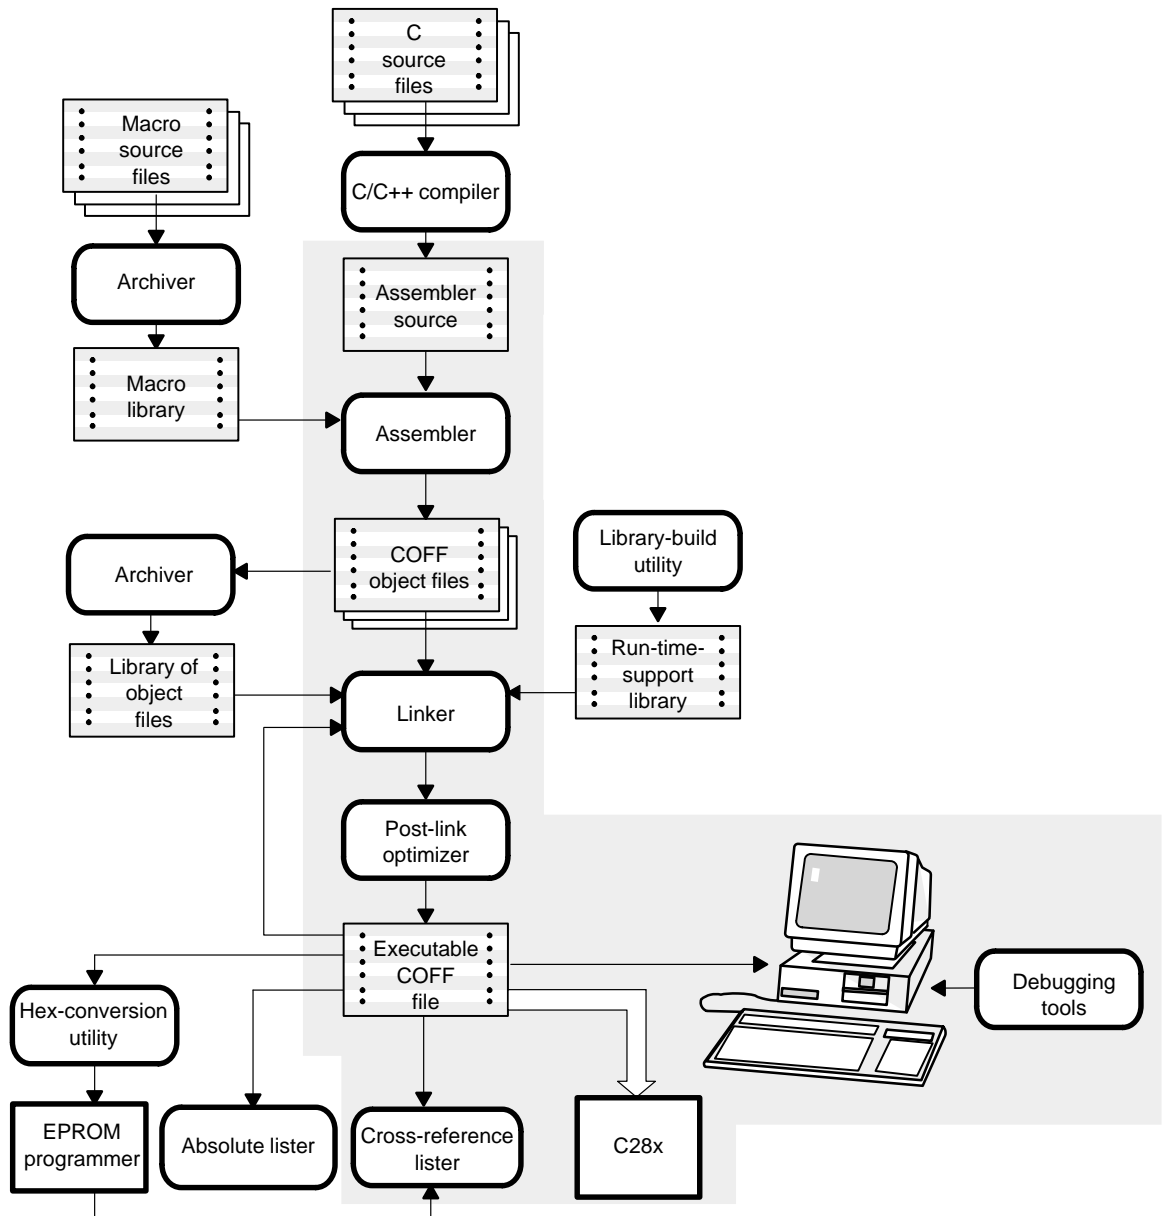 C
source
files
Macro
source
files
C/C++ compiler
Archiver
Assembler
source
Macro
library
Assembler
COFF
object files
Library-build
utility
Archiver
Run-time-
support
library
Library of
object
files
Linker
Post-link
optimizer
Executable
COFF
file
Debugging
tools
Hex-conversion
utility
EPROM
programmer
Absolute lister
Cross-reference
lister
C28x